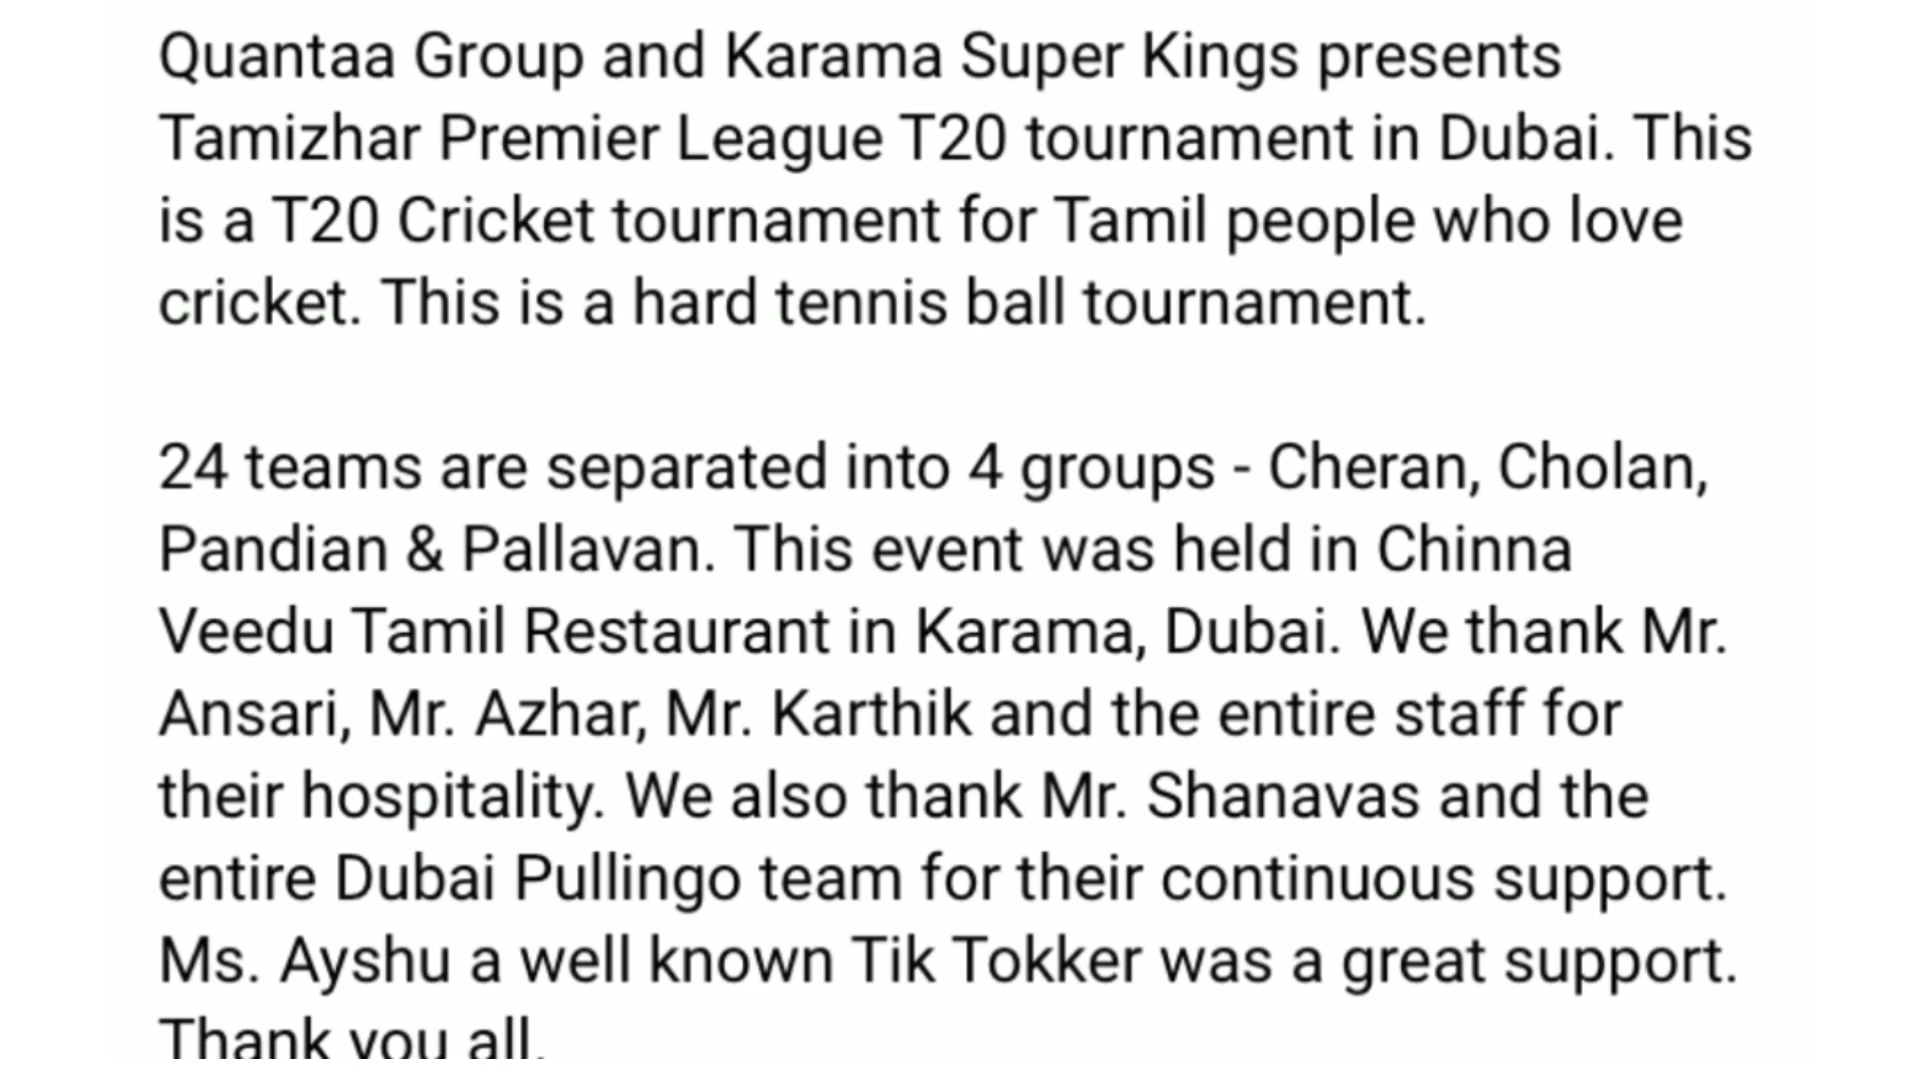 Quantaa Group and Karama Super Kings presents
Tamizhar Premier League T20 tournament in Dubai. This
is a T20 Cricket tournament for Tamil people who love
cricket. This is a hard tennis ball tournament.
24 teams are separated into 4 groups - Cheran, Cholan,
Pandian & Pallavan. This event was held in Chinna
Veedu Tamil Restaurant in Karama, Dubai. We thank Mr.
Ansari, Mr. Azhar, Mr. Karthik and the entire staff for
their hospitality. We also thank Mr. Shanavas and the
entire Dubai Pullingo team for their continuous support.
Ms. Ayshu a well known Tik Tokker was a great support.
Thank you all.